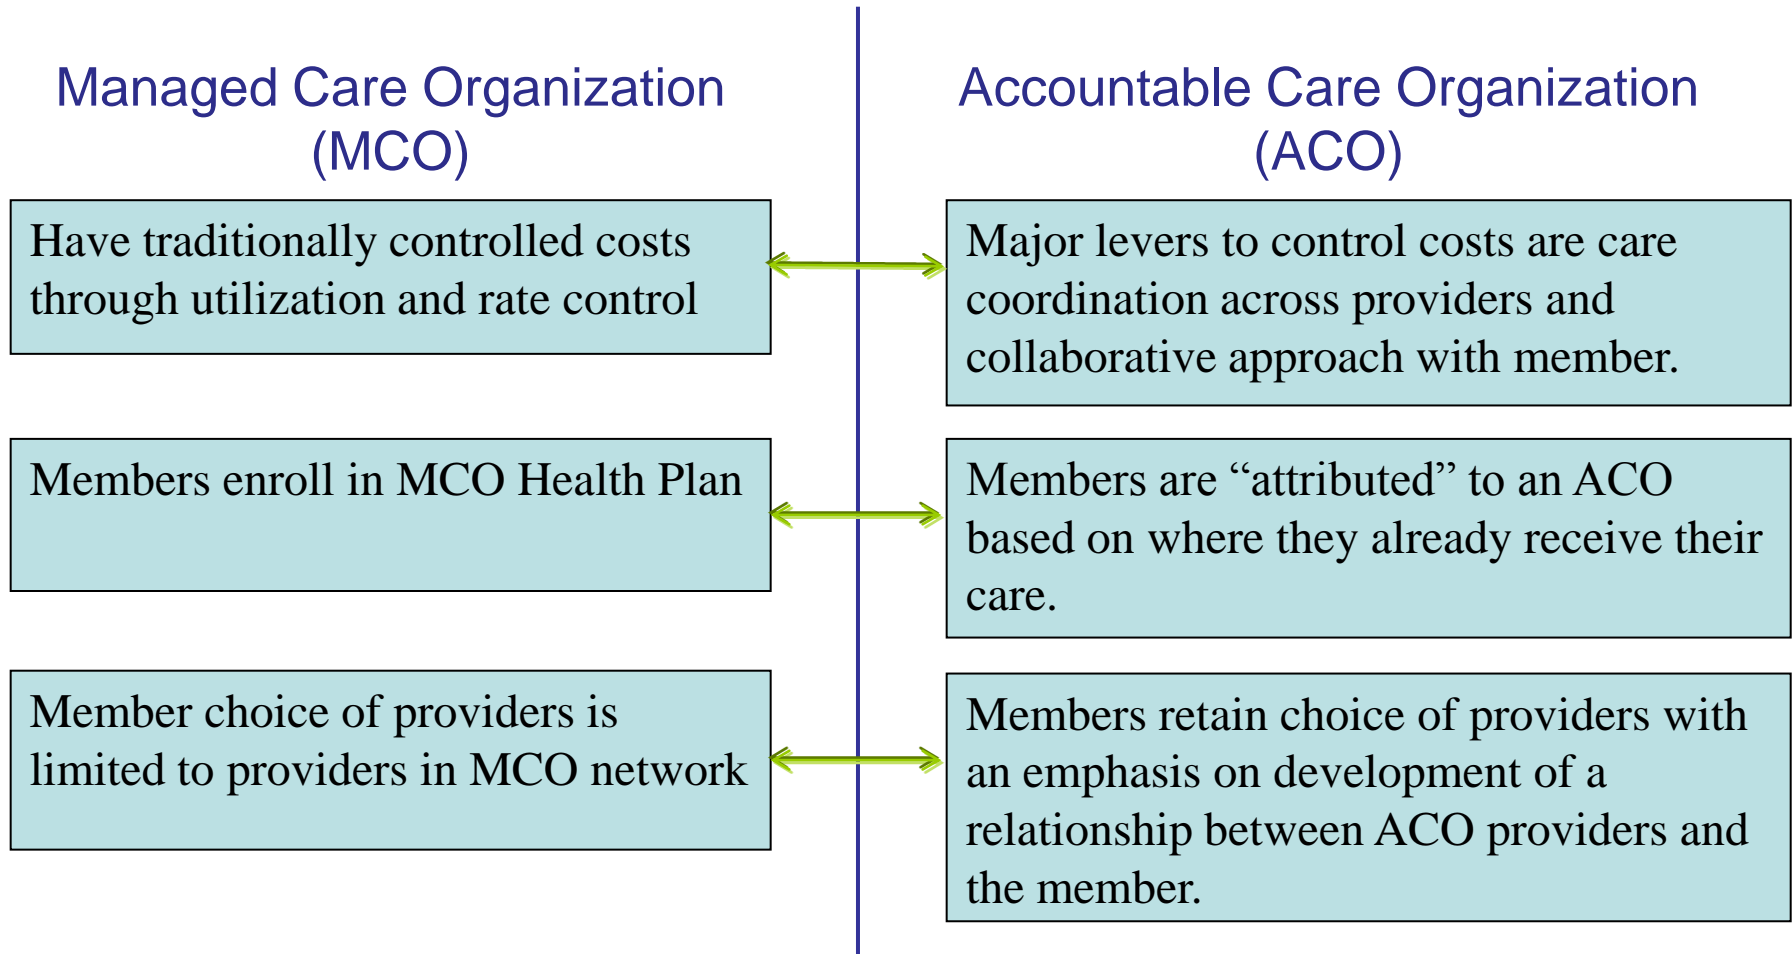 Managed Care Organization
(MCO)
Accountable Care Organization
(ACO)
Have traditionally controlled costs
through utilization and rate control
Major levers to control costs are care
coordination across providers and
collaborative approach with member.
Members enroll in MCO Health Plan
Members are “attributed” to an ACO
based on where they already receive their
care.
Member choice of providers is
limited to providers in MCO network
Members retain choice of providers with
an emphasis on development of a
relationship between ACO providers and
the member.